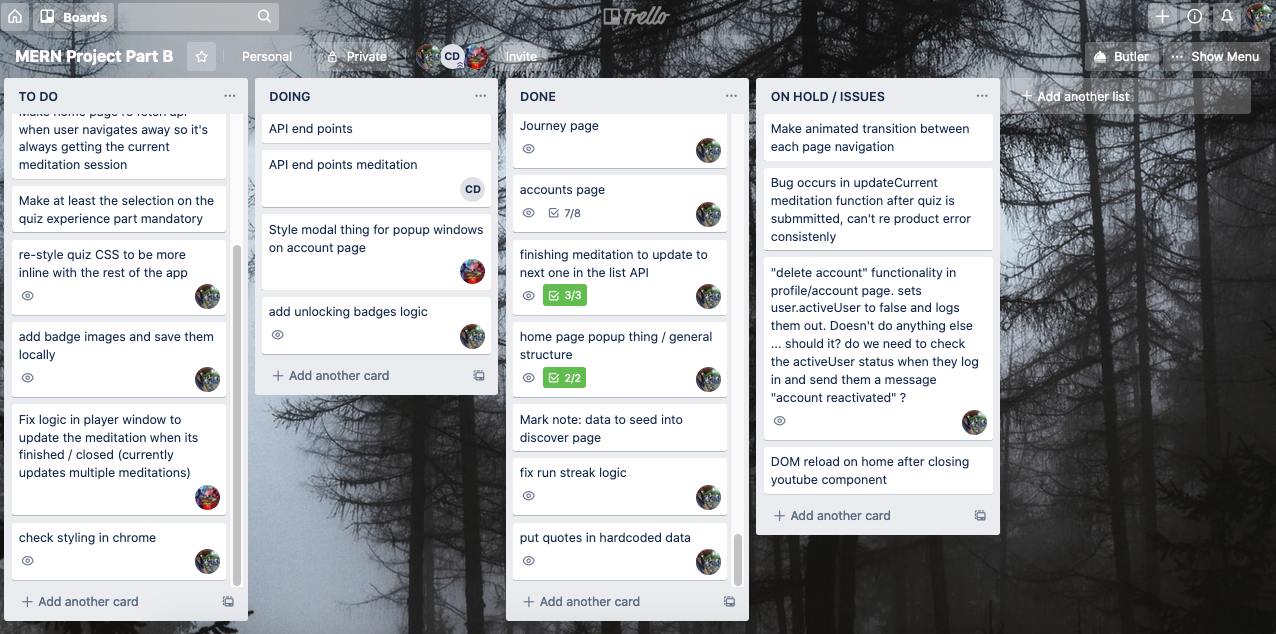 Boards
Trello
MERN Project Part B
Personal
Private
CD
Invite
Butler
Show Menu
TO DO
Make home page re fetch api
when user navigates away so it's
always getting the current
meditation session
Make at least the selection on the
quiz experience part mandatory
re-style quiz CSS to be more
inline with the rest of the app
add badge images and save them
locally
Fix logic in player window to
update the meditation when its
finished / closed (currently
updates multiple meditations)
check styling in chrome
Add another card
DOING
API end points
API end points meditation
CD
Style modal thing for popup windows
on account page
add unlocking badges logic
Add another card
DONE
Journey page
accounts page
7/8
finishing meditation to update to
next one in the list API
3/3
home page popup thing / general
structure
2/2
Mark note: data to seed into
discover page
fix run streak logic
put quotes in hardcoded data
Add another card
ON HOLD / ISSUES
Make animated transition between
each page navigation
Bug occurs in updateCurrent
meditation function after quiz is
submmitted, can't re product error
consistenly
"delete account" functionality in
profile/account page. sets
user.activeUser to false and logs
them out. Doesn't do anything else
... should it? do we need to check
the activeUser status when they log
in and send them a message
"account reactivated" ?
DOM reload on home after closing
youtube component
Add another card
Add another list